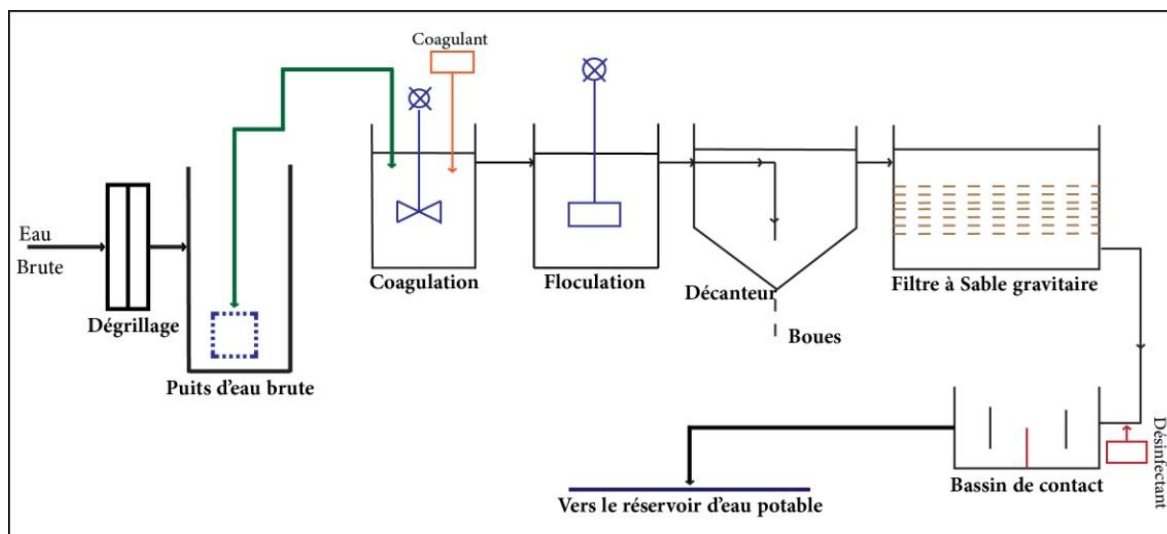 Coagulant
Eau
Brute
Dégrillage
Puits d'eau brute
Coagulation
Floculation
Décanteur
Boues
Filtre à Sable gravitaire
Désinfectant
Bassin de contact
Vers le réservoir d'eau potable